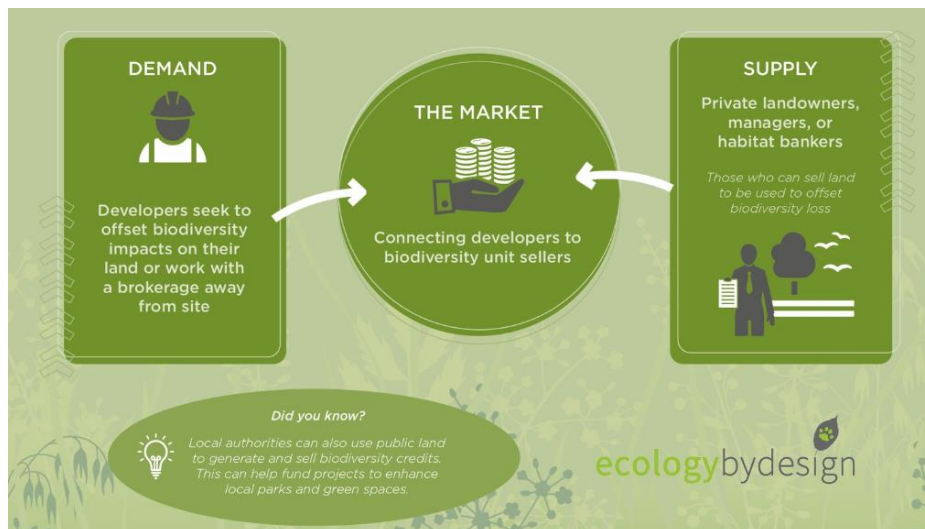 DEMAND
Developers seek to
offset biodiversity
impacts on their
land or work with
a brokerage away
from site
THE MARKET
Connecting developers to
biodiversity unit sellers
SUPPLY
Private landowners,
managers, or
habitat bankers
Those who can sell land
to be used to offset
biodiversity loss
Did you know?
Local authorities can also use public land
to generate and sell biodiversity credits.
This can help fund projects to enhance
local parks and green spaces.
ecologybydesign